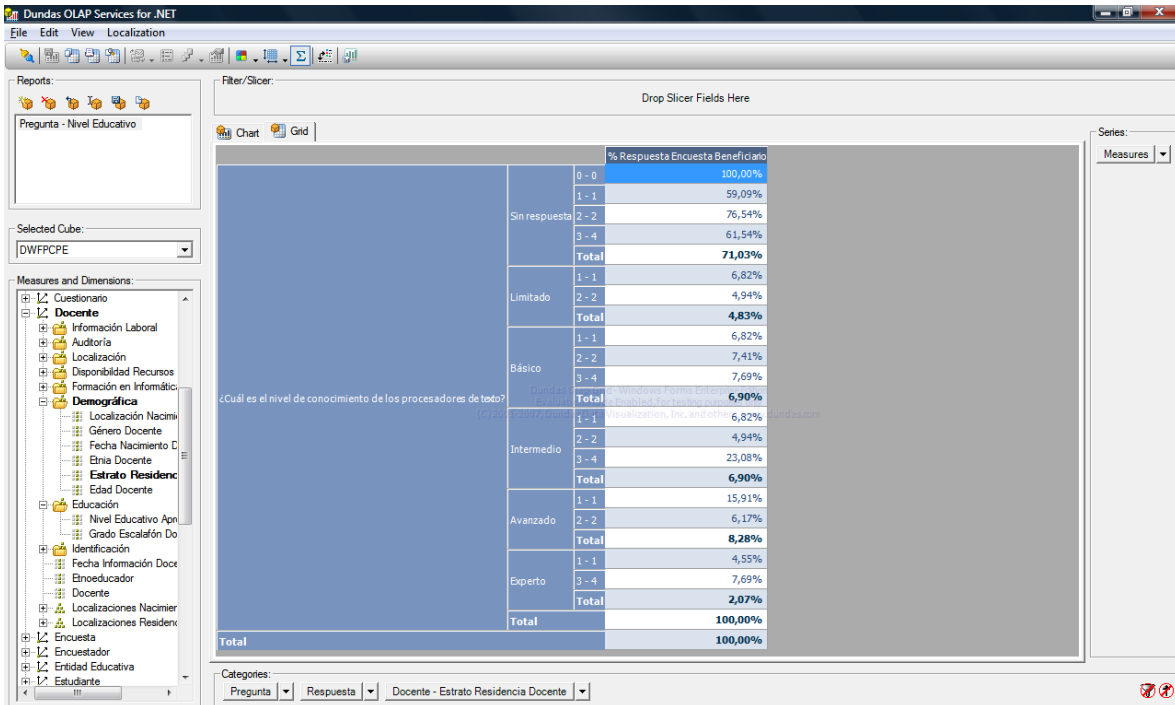 Dundas OLAP Services for .NET
File Edit View Localization
Reports:
Pregunta - Nivel Educativo
Selected Cube:
DWFPCPE
Measures and Dimensions:
Cuestionario
Docente
Información Laboral
Auditoría
Localización
Disponibilidad Recursos
Formación en Informátic
Demográfica
Localización Nacimi
Género Docente
Fecha Nacimiento D
Etnia Docente
Estrato Residenc
Edad Docente
Educación
Nivel Educativo Apr
Grado Escalafón Do
Identificación
Fecha Información Doce
Etnoeducador
Docente
Localizaciones Nacimier
Localizaciones Residenc
Encuesta
Encuestador
Entidad Educativa
Estudiante
Filter/Slicer:
Drop Slicer Fields Here
Chart Grid
% Respuesta Encuesta Beneficiario
¿Cuál es el nivel de conocimiento de los procesadores de texto?
Sin respuesta
0 - 0 100,00%
1 - 1 59,09%
2 - 2 76,54%
3 - 4 61,54%
Total 71,03%
Limitado
1 - 1 6,82%
2 - 2 4,94%
Total 4,83%
Básico
1 - 1 6,82%
2 - 2 7,41%
3 - 4 7,69%
Total 6,90%
Intermedio
1 - 1 6,82%
2 - 2 4,94%
3 - 4 23,08%
Total 6,90%
Avanzado
1 - 1 15,91%
2 - 2 6,17%
Total 8,28%
Experto
1 - 1 4,55%
3 - 4 7,69%
Total 2,07%
Total 100,00%
Total 100,00%
Series:
Measures
Categories:
Pregunta Respuesta Docente - Estrato Residencia Docente